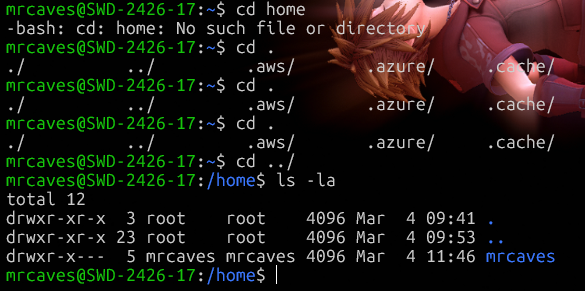 mrcaves@SWD-2426-17:~$ cd home
-bash: cd: home: No such file or directory
mrcaves@SWD-2426-17:~$ cd .
./ ../ .aws/ .azure/ .cache/
mrcaves@SWD-2426-17:~$ cd .
./ ../ .aws/ .azure/ .cache/
mrcaves@SWD-2426-17:~$ cd .
./ ../ .aws/ .azure/ .cache/
mrcaves@SWD-2426-17:~$ cd ../
mrcaves@SWD-2426-17:/home$ ls -la
total 12
drwxr-xr-x 3 root root 4096 Mar 4 09:41 .
drwxr-xr-x 23 root root 4096 Mar 4 09:53 ..
drwxr-x--- 5 mrcaves mrcaves 4096 Mar 4 11:46 mrcaves
mrcaves@SWD-2426-17:/home$